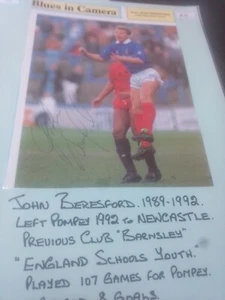 Blues in Camera
JOHN BERESFORD. 1989-1992.
LEFT POMPEY 1992 TO NEWCASTLE.
PREVIOUS CLUB "BARNSLEY"
"ENGLAND SCHOOLS YOUTH.
PLAYED 107 GAMES FOR POMPEY.
8 GOALS